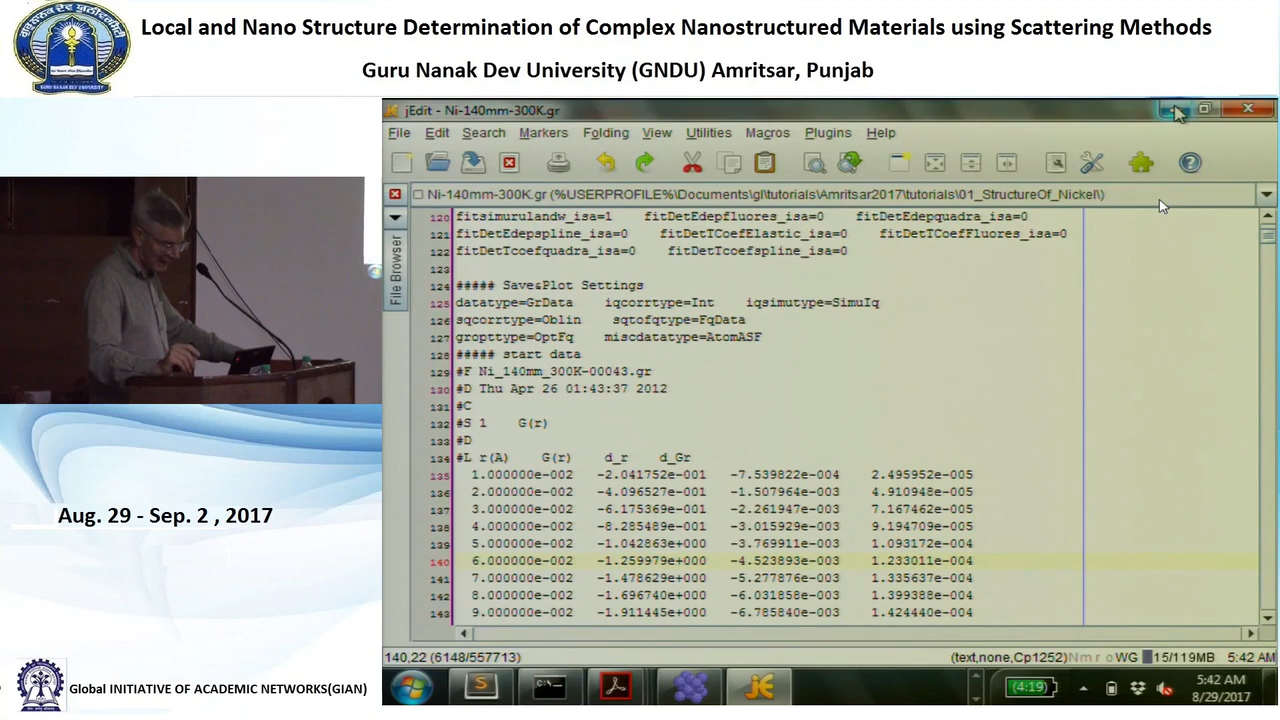 Local and Nano Structure Determination of Complex Nanostructured Materials using Scattering Methods
Guru Nanak Dev University (GNDU) Amritsar, Punjab
GURU NANAK DEV UNIVERSITY
jEdit - Ni-140mm-300K.gr
File Edit Search Markers Folding View Utilities Macros Plugins Help
Ni-140mm-300K.gr (%USERPROFILE%\Documents\gl\tutorials\Amritsar2017\tutorials\01_StructureOf_Nickel\)
File Browser
120 fitsimurulandw_isa=1 fitDetEdepfluores_isa=0 fitDetEdepquadra_isa=0
121 fitDetEdepspline_isa=0 fitDetTCoefElastic_isa=0 fitDetTCoefFluores_isa=0
122 fitDetTcoefquadra_isa=0 fitDetTcoefspline_isa=0
123
124 ##### Save&Plot Settings
125 datatype=GrData iqcorrtype=Int iqsimutype=SimuIq
126 sqcorrtype=Oblin sqtofqtype=FqData
127 gropttype=OptFq miscdatatype=AtomASF
128 ##### start data
129 #F Ni_140mm_300K-00043.gr
130 #D Thu Apr 26 01:43:37 2012
131 #C
132 #S 1 G(r)
133 #D
134 #L r(A) G(r) d_r d_Gr
135 1.000000e-002 -2.041752e-001 -7.539822e-004 2.495952e-005
136 2.000000e-002 -4.096527e-001 -1.507964e-003 4.910948e-005
137 3.000000e-002 -6.175369e-001 -2.261947e-003 7.167462e-005
138 4.000000e-002 -8.285489e-001 -3.015929e-003 9.194709e-005
139 5.000000e-002 -1.042863e+000 -3.769911e-003 1.093172e-004
140 6.000000e-002 -1.259979e+000 -4.523893e-003 1.233011e-004
141 7.000000e-002 -1.478629e+000 -5.277876e-003 1.335637e-004
142 8.000000e-002 -1.696740e+000 -6.031858e-003 1.399388e-004
143 9.000000e-002 -1.911445e+000 -6.785840e-003 1.424440e-004
140,22 (6148/557713) (text,none,Cp1252)Nmro WG 15/119MB 5:42 AM
Aug. 29 - Sep. 2 , 2017
Global INITIATIVE OF ACADEMIC NETWORKS(GIAN)
(4:19) 5:42 AM
8/29/2017